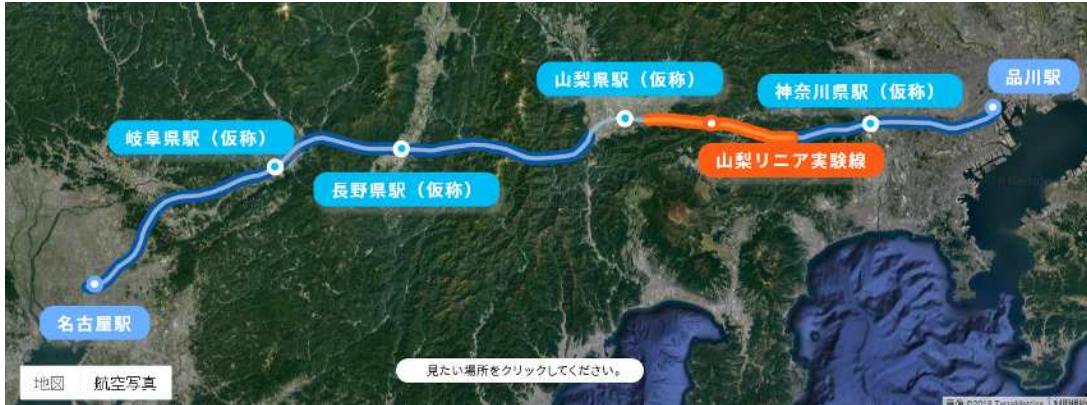 品川駅
山梨県駅（仮称）
神奈川県駅（仮称）
岐阜県駅（仮称）
山梨リニア実験線
長野県駅（仮称）
名古屋駅
見たい場所をクリックしてください。
地図
航空写真